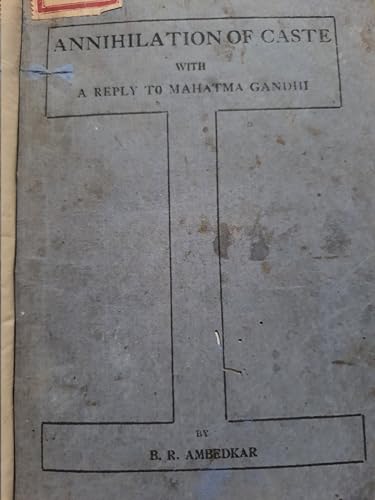 ANNIHILATION OF CASTE
WITH
A REPLY TO MAHATMA GANDHI
BY
B. R. AMBEDKAR